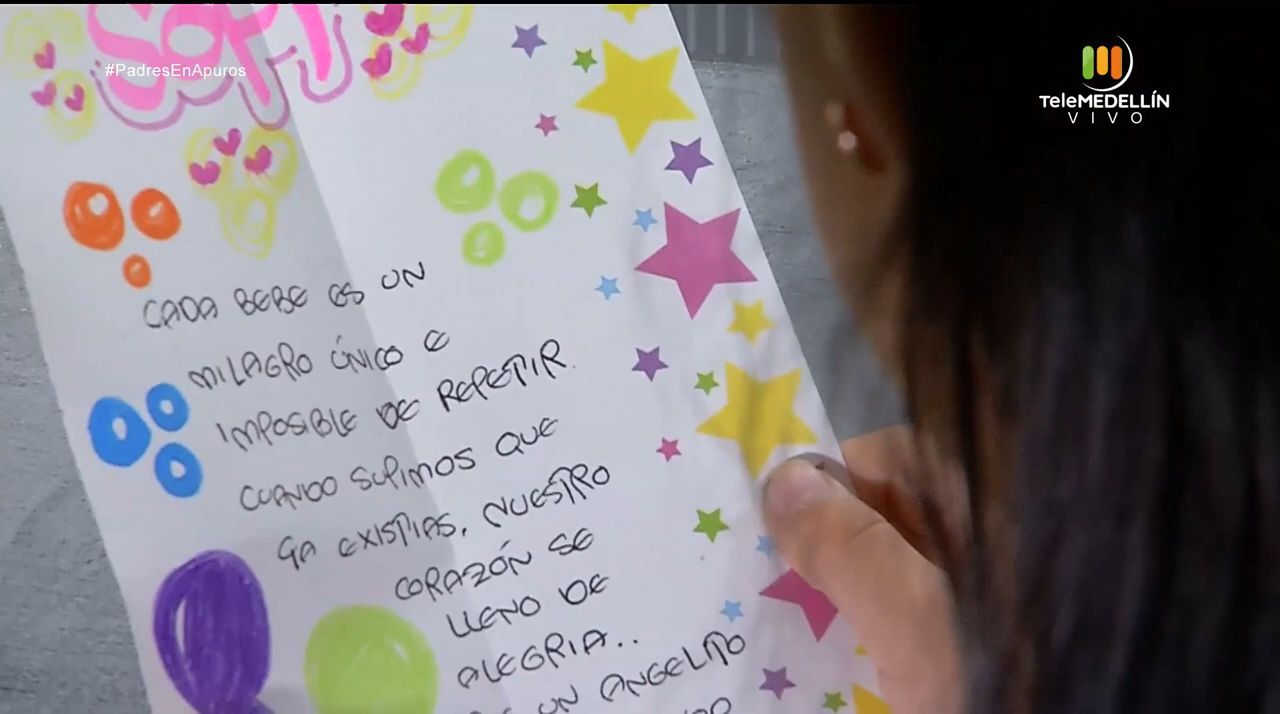 SOFI
#PadresEnApuros
TeleMEDELLÍN
VIVO
CADA BEBE ES UN
MILAGRO ÚNICO E
IMPOSIBLE DE REPETIR.
CUANDO SUPIMOS QUE
YA EXISTIAS, NUESTRO
CORAZÓN SE
LLENO DE
ALEGRIA..
UN ANGELITO